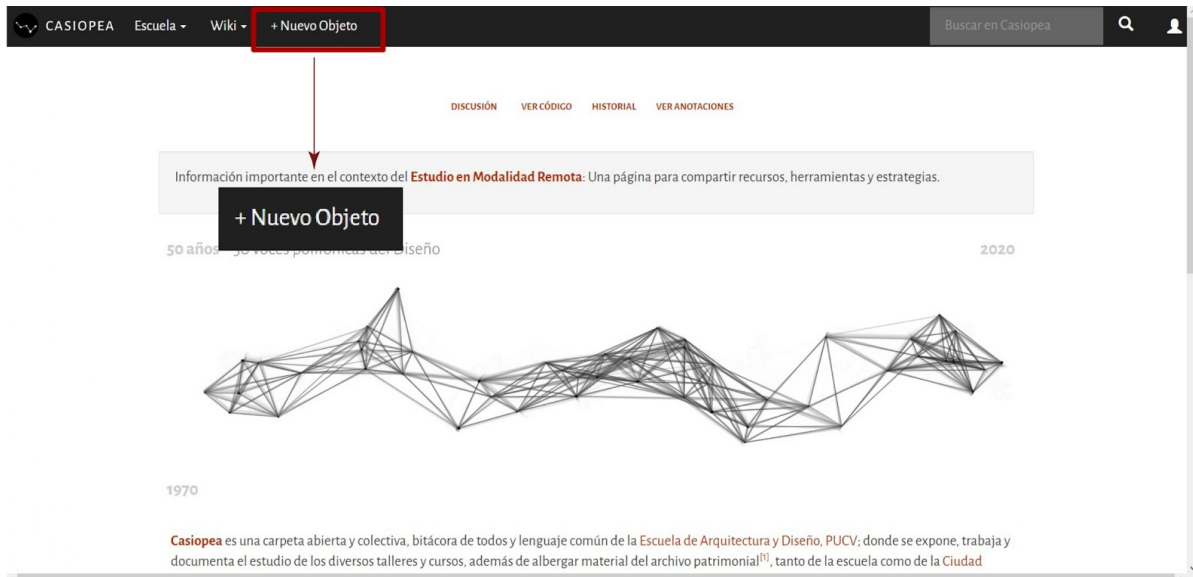 CASIOPEA Escuela Wiki + Nuevo Objeto Buscar en Casiopea
DISCUSIÓN VER CÓDIGO HISTORIAL VER ANOTACIONES
Información importante en el contexto del Estudio en Modalidad Remota: Una página para compartir recursos, herramientas y estrategias.
+ Nuevo Objeto
50 años iseño 2020
1970
Casiopea es una carpeta abierta y colectiva, bitácora de todos y lenguaje común de la Escuela de Arquitectura y Diseño, PUCV; donde se expone, trabaja y
documenta el estudio de los diversos talleres y cursos, además de albergar material del archivo patrimonial[1], tanto de la escuela como de la Ciudad